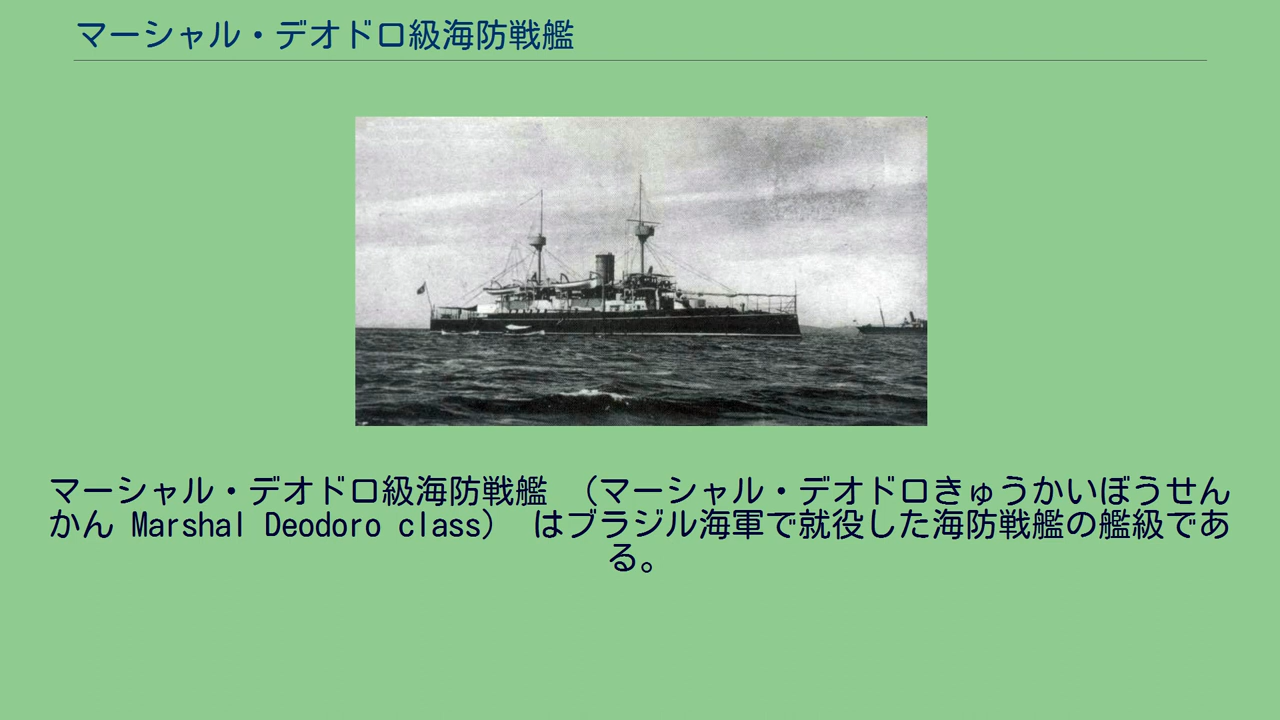 マーシャル・デオドロ級海防戦艦
マーシャル・デオドロ級海防戦艦 （マーシャル・デオドロきゅうかいぼうせん
かん Marshal Deodoro class） はブラジル海軍で就役した海防戦艦の艦級であ
る。